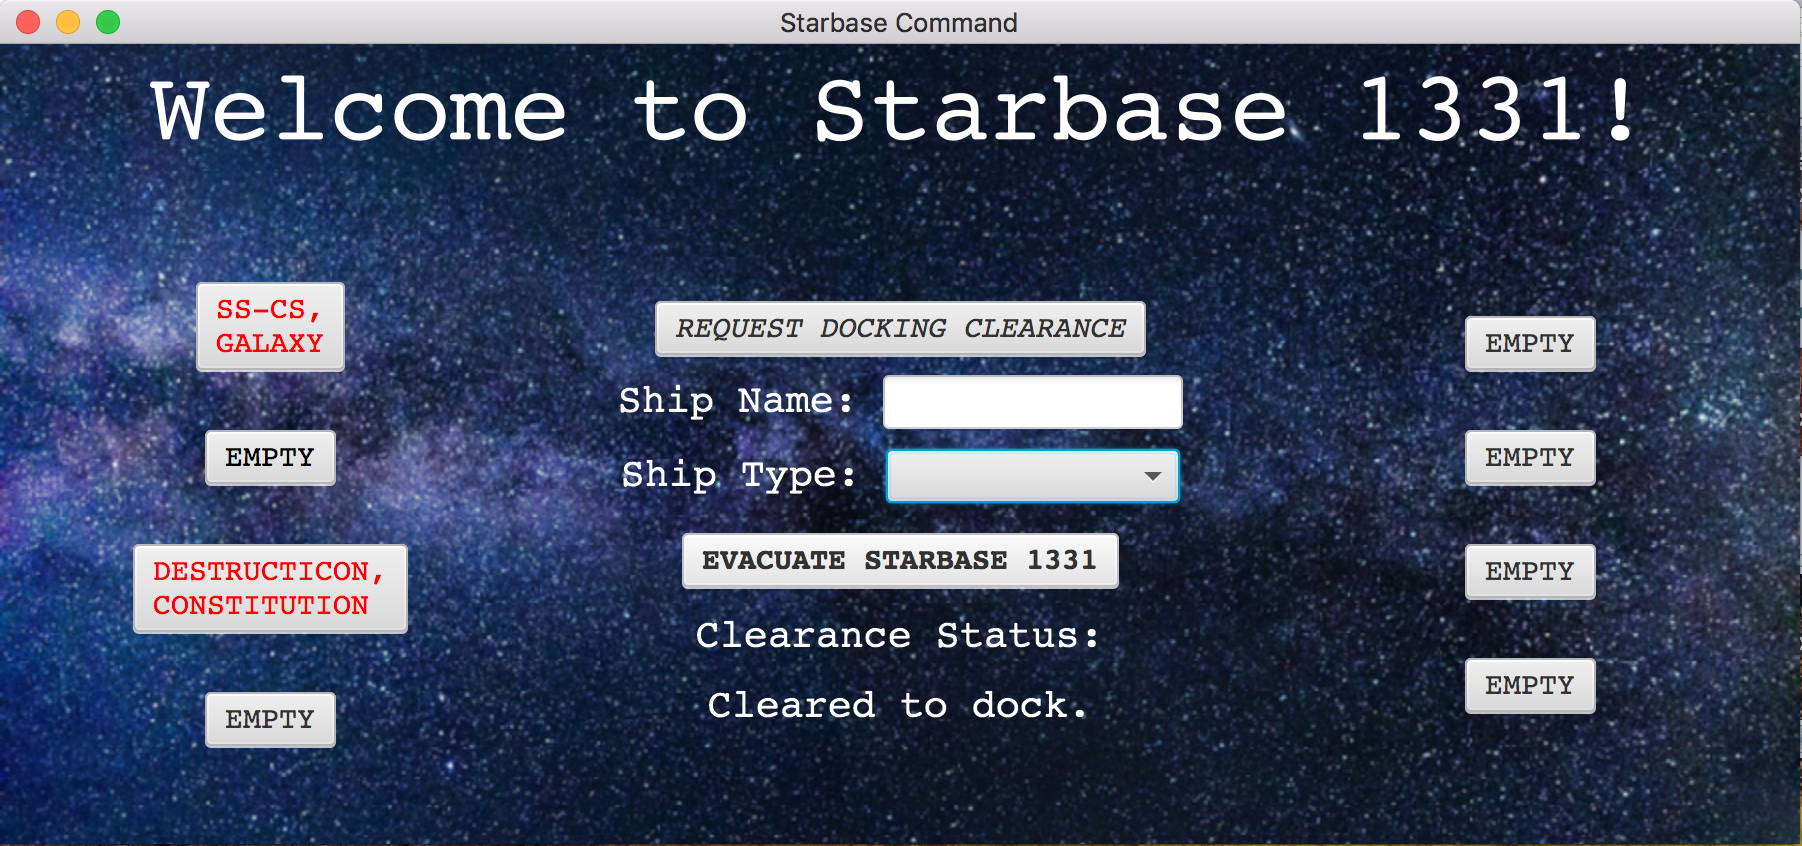 Starbase Command
Welcome to Starbase 1331!
SS-CS,
GALAXY
EMPTY
DESTRUCTICON,
CONSTITUTION
EMPTY
REQUEST DOCKING CLEARANCE
Ship Name:
Ship Type:
EVACUATE STARBASE 1331
Clearance Status:
Cleared to dock.
EMPTY
EMPTY
EMPTY
EMPTY